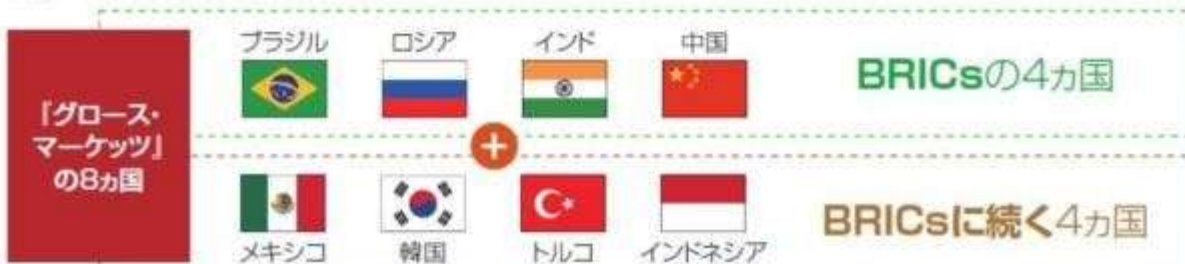 『グロース・
マーケッツ』
の8ヵ国
ブラジル ロシア インド 中国
BRICsの4ヵ国
+
メキシコ 韓国 トルコ インドネシア
BRICsに続く4ヵ国